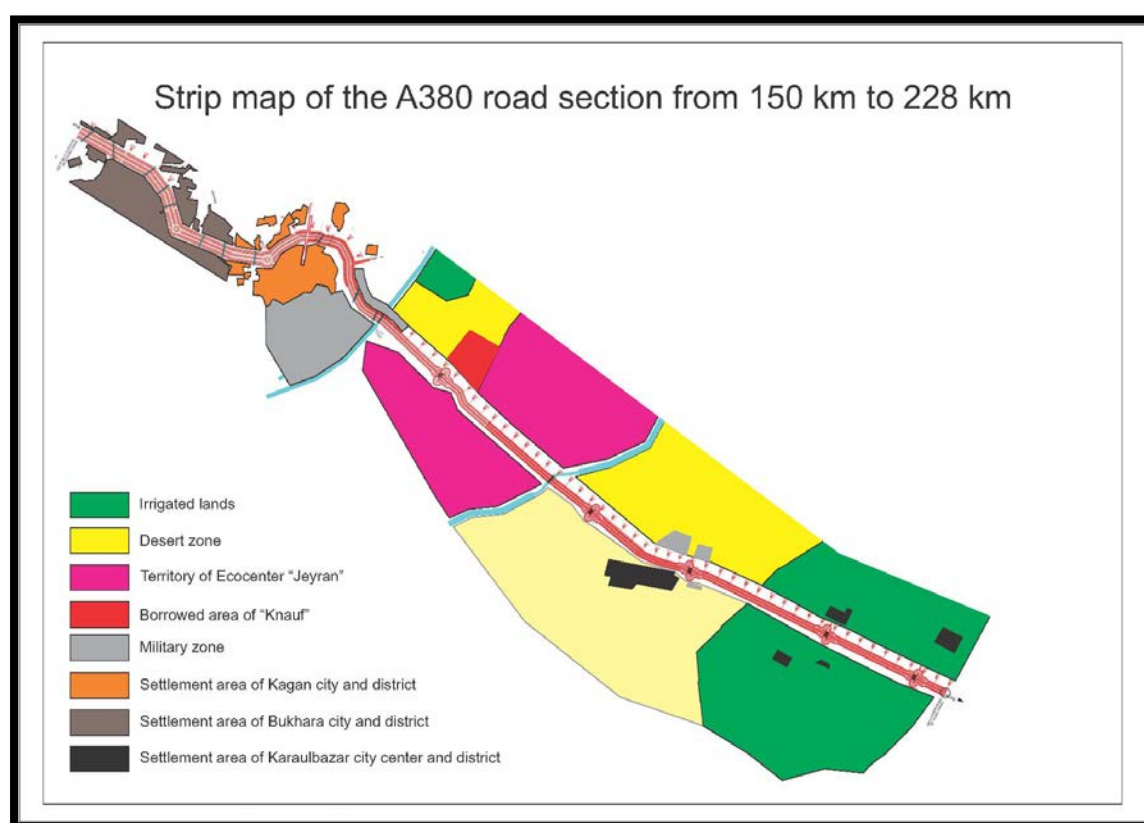 Strip map of the A380 road section from 150 km to 228 km
Irrigated lands
Desert zone
Territory of Ecocenter “Jeyran”
Borrowed area of “Knauf”
Military zone
Settlement area of Kagan city and district
Settlement area of Bukhara city and district
Settlement area of Karaulbazar city center and district